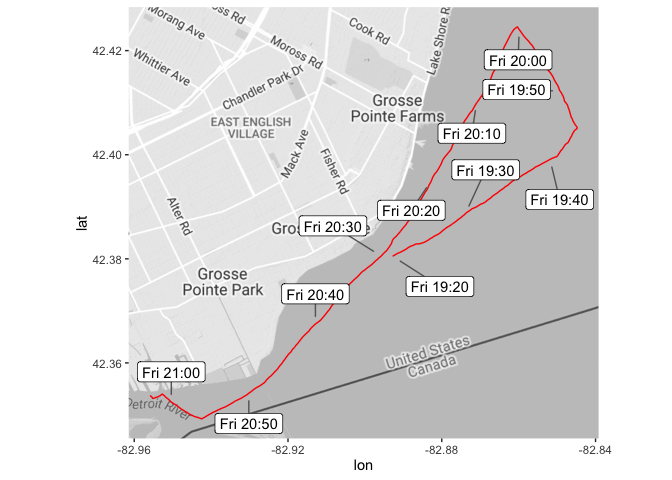 Morang Ave
ss Rd
Cook Rd
Lake Shore R
Moross Rd
Whittier Ave
Chandler Park Dr
Grosse
Pointe Farms
EAST ENGLISH
VILLAGE
Mack Ave
Fisher Rd
Alter Rd
Gros
e
Grosse
Pointe Park
United States
Canada
Detroit River
Fri 20:00
Fri 19:50
Fri 20:10
Fri 19:30
Fri 19:40
Fri 20:20
Fri 20:30
Fri 19:20
Fri 20:40
Fri 21:00
Fri 20:50
42.42
42.40
42.38
42.36
lat
-82.96
-82.92
-82.88
-82.84
lon